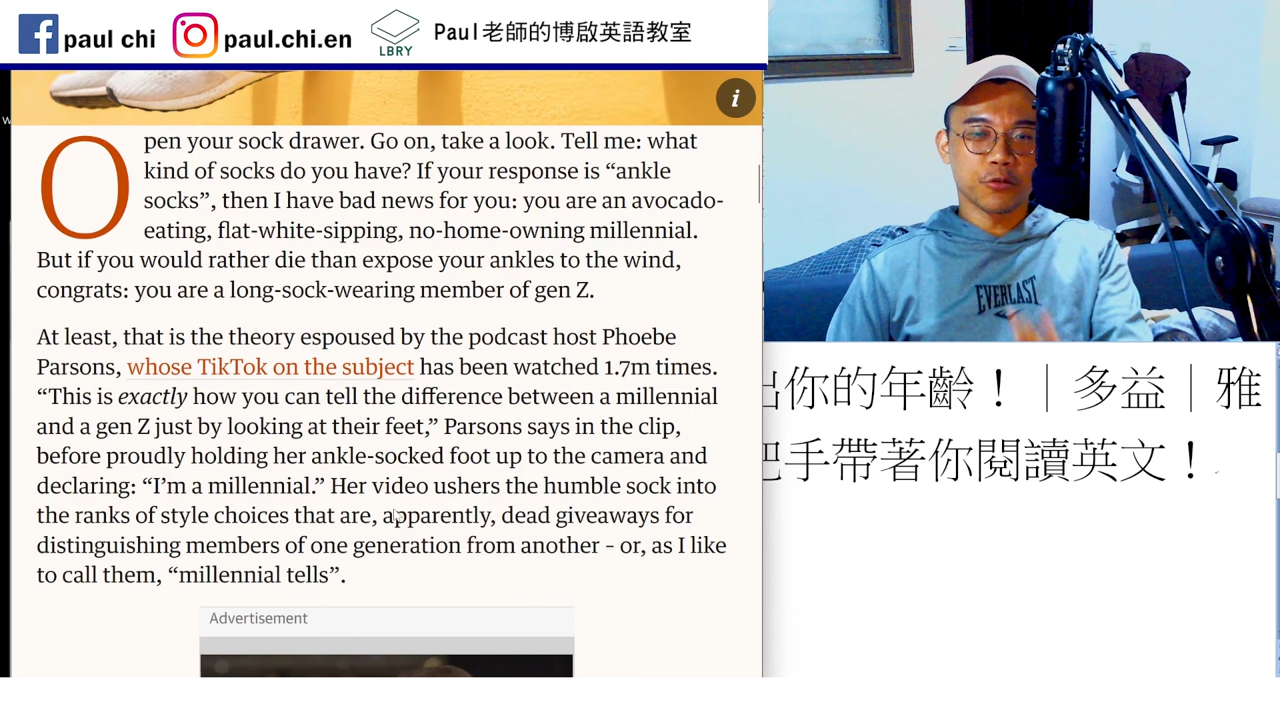 paul chi
paul.chi.en
LBRY
Paul老師的博啟英語教室
i
w
Open your sock drawer. Go on, take a look. Tell me: what
kind of socks do you have? If your response is “ankle
socks”, then I have bad news for you: you are an avocado-
eating, flat-white-sipping, no-home-owning millennial.
But if you would rather die than expose your ankles to the wind,
congrats: you are a long-sock-wearing member of gen Z.
At least, that is the theory espoused by the podcast host Phoebe
Parsons, whose TikTok on the subject has been watched 1.7m times.
“This is exactly how you can tell the difference between a millennial
and a gen Z just by looking at their feet,” Parsons says in the clip,
before proudly holding her ankle-socked foot up to the camera and
declaring: “I’m a millennial.” Her video ushers the humble sock into
the ranks of style choices that are, apparently, dead giveaways for
distinguishing members of one generation from another – or, as I like
to call them, “millennial tells”.
Advertisement
EVERLAST
出你的年齡！｜多益｜雅
把手帶著你閱讀英文！